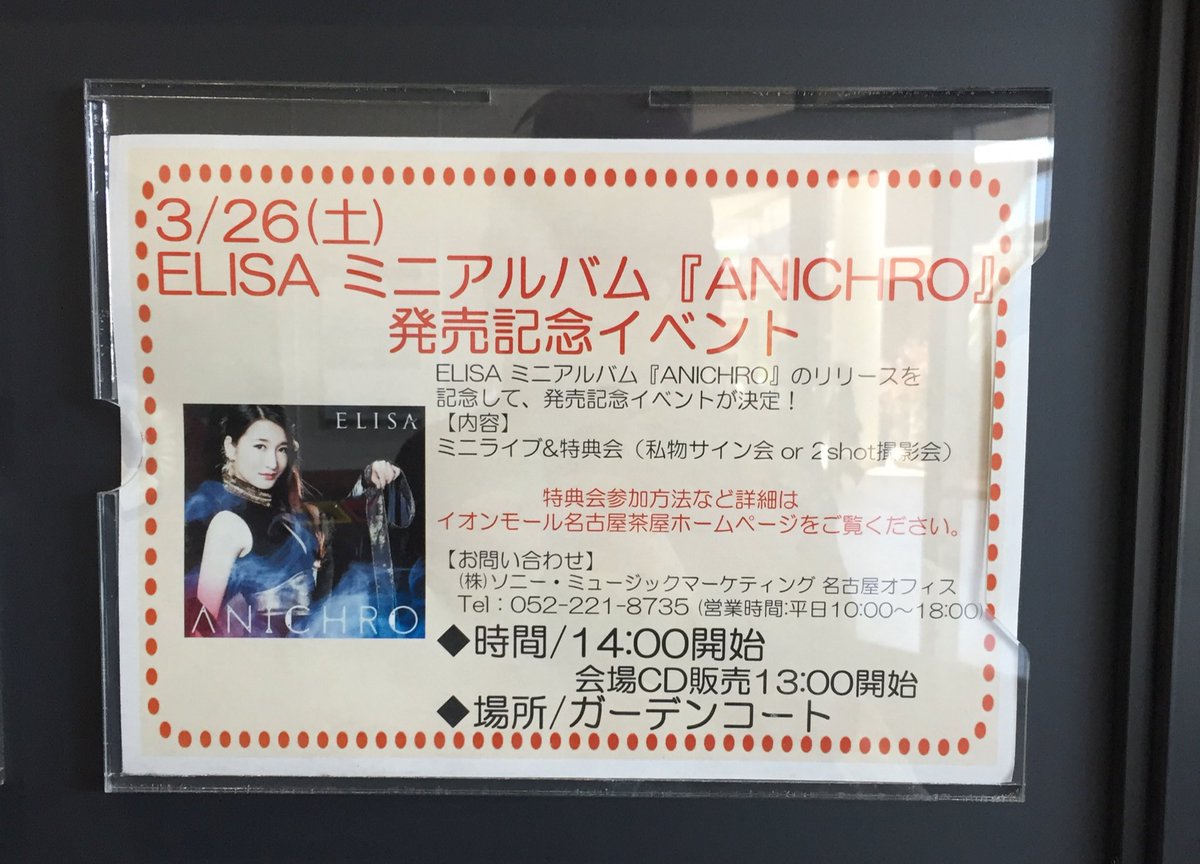 3/26(土)
ELISA ミニアルバム『ANICHRO』
発売記念イベント
ELISA ミニアルバム『ANICHRO』のリリースを
記念して、発売記念イベントが決定！
【内容】
ミニライブ&特典会（私物サイン会 or 2shot撮影会）
特典会参加方法など詳細は
イオンモール名古屋茶屋ホームページをご覧ください。
【お問い合わせ】
(株)ソニー・ミュージックマーケティング 名古屋オフィス
Tel：052-221-8735 (営業時間:平日10:00～18:00)
◆時間/14:00開始
会場CD販売13:00開始
◆場所/ガーデンコート
ELISA
ANICHRO